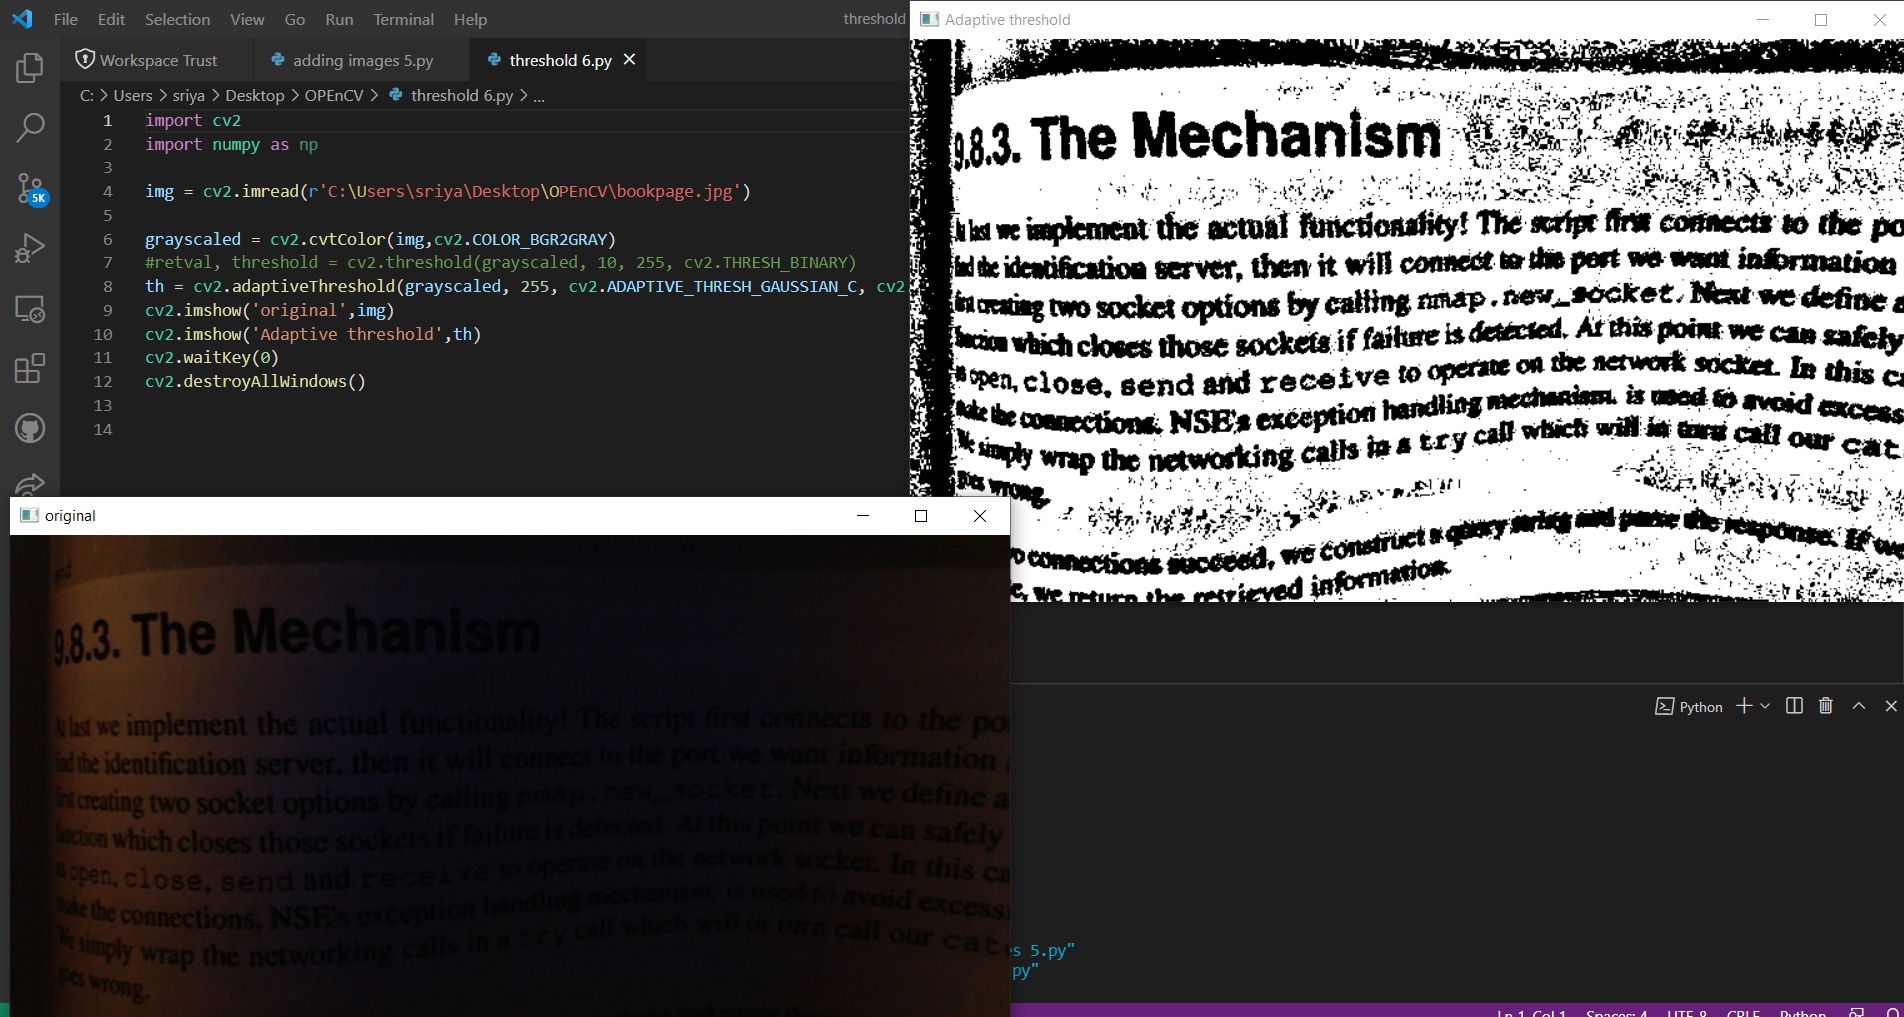 File Edit Selection View Go Run Terminal Help
threshold
Workspace Trust
adding images 5.py
threshold 6.py
C: > Users > sriya > Desktop > OPEnCV > threshold 6.py > ...
1 import cv2
2 import numpy as np
3
4 img = cv2.imread(r'C:\Users\sriya\Desktop\OPEnCV\bookpage.jpg')
5
6 grayscaled = cv2.cvtColor(img,cv2.COLOR_BGR2GRAY)
7 #retval, threshold = cv2.threshold(grayscaled, 10, 255, cv2.THRESH_BINARY)
8 th = cv2.adaptiveThreshold(grayscaled, 255, cv2.ADAPTIVE_THRESH_GAUSSIAN_C, cv2
9 cv2.imshow('original',img)
10 cv2.imshow('Adaptive threshold',th)
11 cv2.waitKey(0)
12 cv2.destroyAllWindows()
13
14
5K
Adaptive threshold
9.8.3. The Mechanism
last we implement the actual functionality! The script first connects to the po
the identification server, then it will connect to the port we want information
creating two socket options by calling nmap.new_socket. Next we define a
which closes those sockets if failure is detected. At this point we can safely
open, close, send and receive to operate on the network socket. In this ca
make the connections. NSE's exception handling mechanism. is used to avoid excess
We simply wrap the networking calls in a try call which will in turn call our cat
goes wrong.
wo connections succeed, we construct a query string and parse the response. If we
e, we return the retrieved information.
original
9.8.3. The Mechanism
At last we implement the actual functionality! The script first connects to the po
find the identification server, then it will connect to the port we want information
first creating two socket options by calling nmap.new_socket. Next we define a
function which closes those sockets if failure is detected. At this point we can safely
open, close, send and receive to operate on the network socket. In this ca
make the connections. NSE's exception handling mechanism. is used to avoid excess
We simply wrap the networking calls in a try call which will in turn call our cat
goes wrong.
Python
es 5.py"
.py"
Ln 1, Col 1 Spaces: 4 UTF-8 CRLF Python